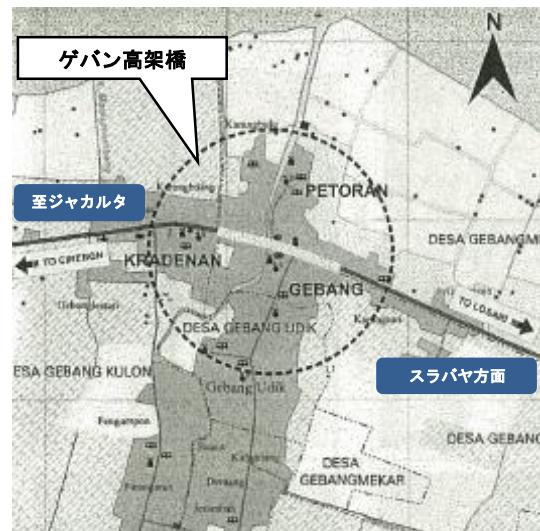 N
ゲバン高架橋
至ジャカルタ
PETORAN
DESA GEBANGME
TO CIREBON
KRADENAN
GEBANG
TO LOSARI
DESA GEBANG UDIK
スラバヤ方面
ESA GEBANG KULON
Gebang Udik
Pengampon
DESA GEBANG
DESA
GEBANGMEKAR